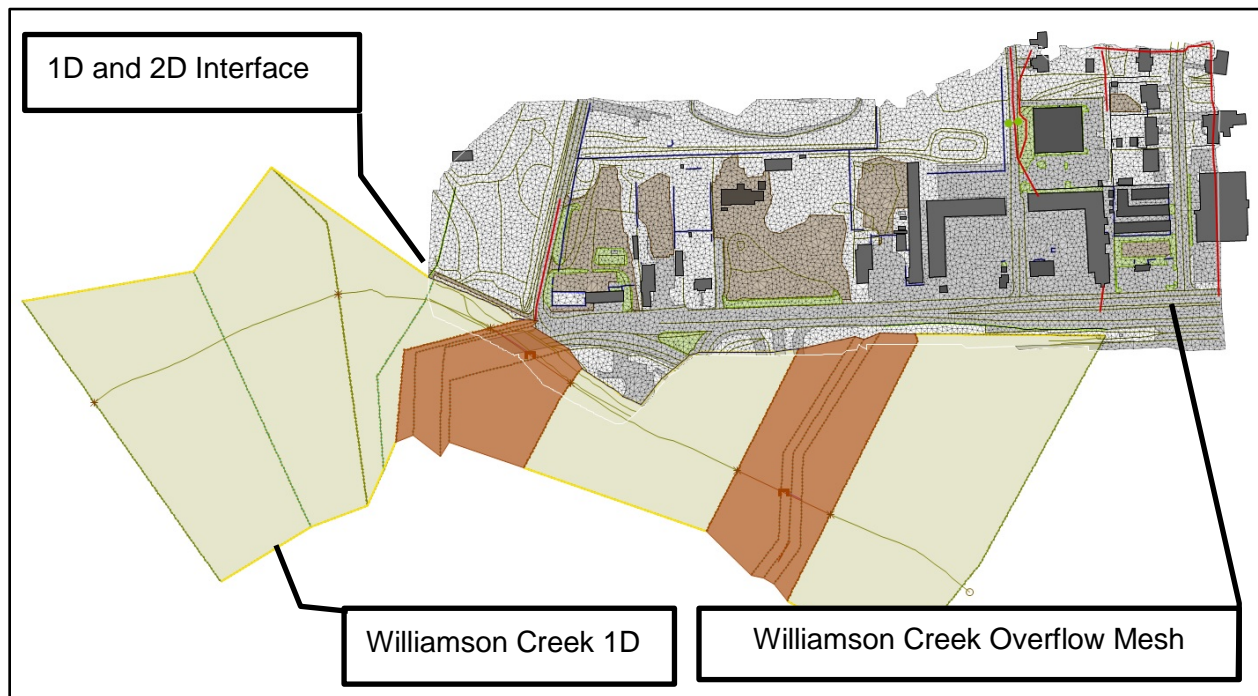 1D and 2D Interface
Williamson Creek 1D
Williamson Creek Overflow Mesh